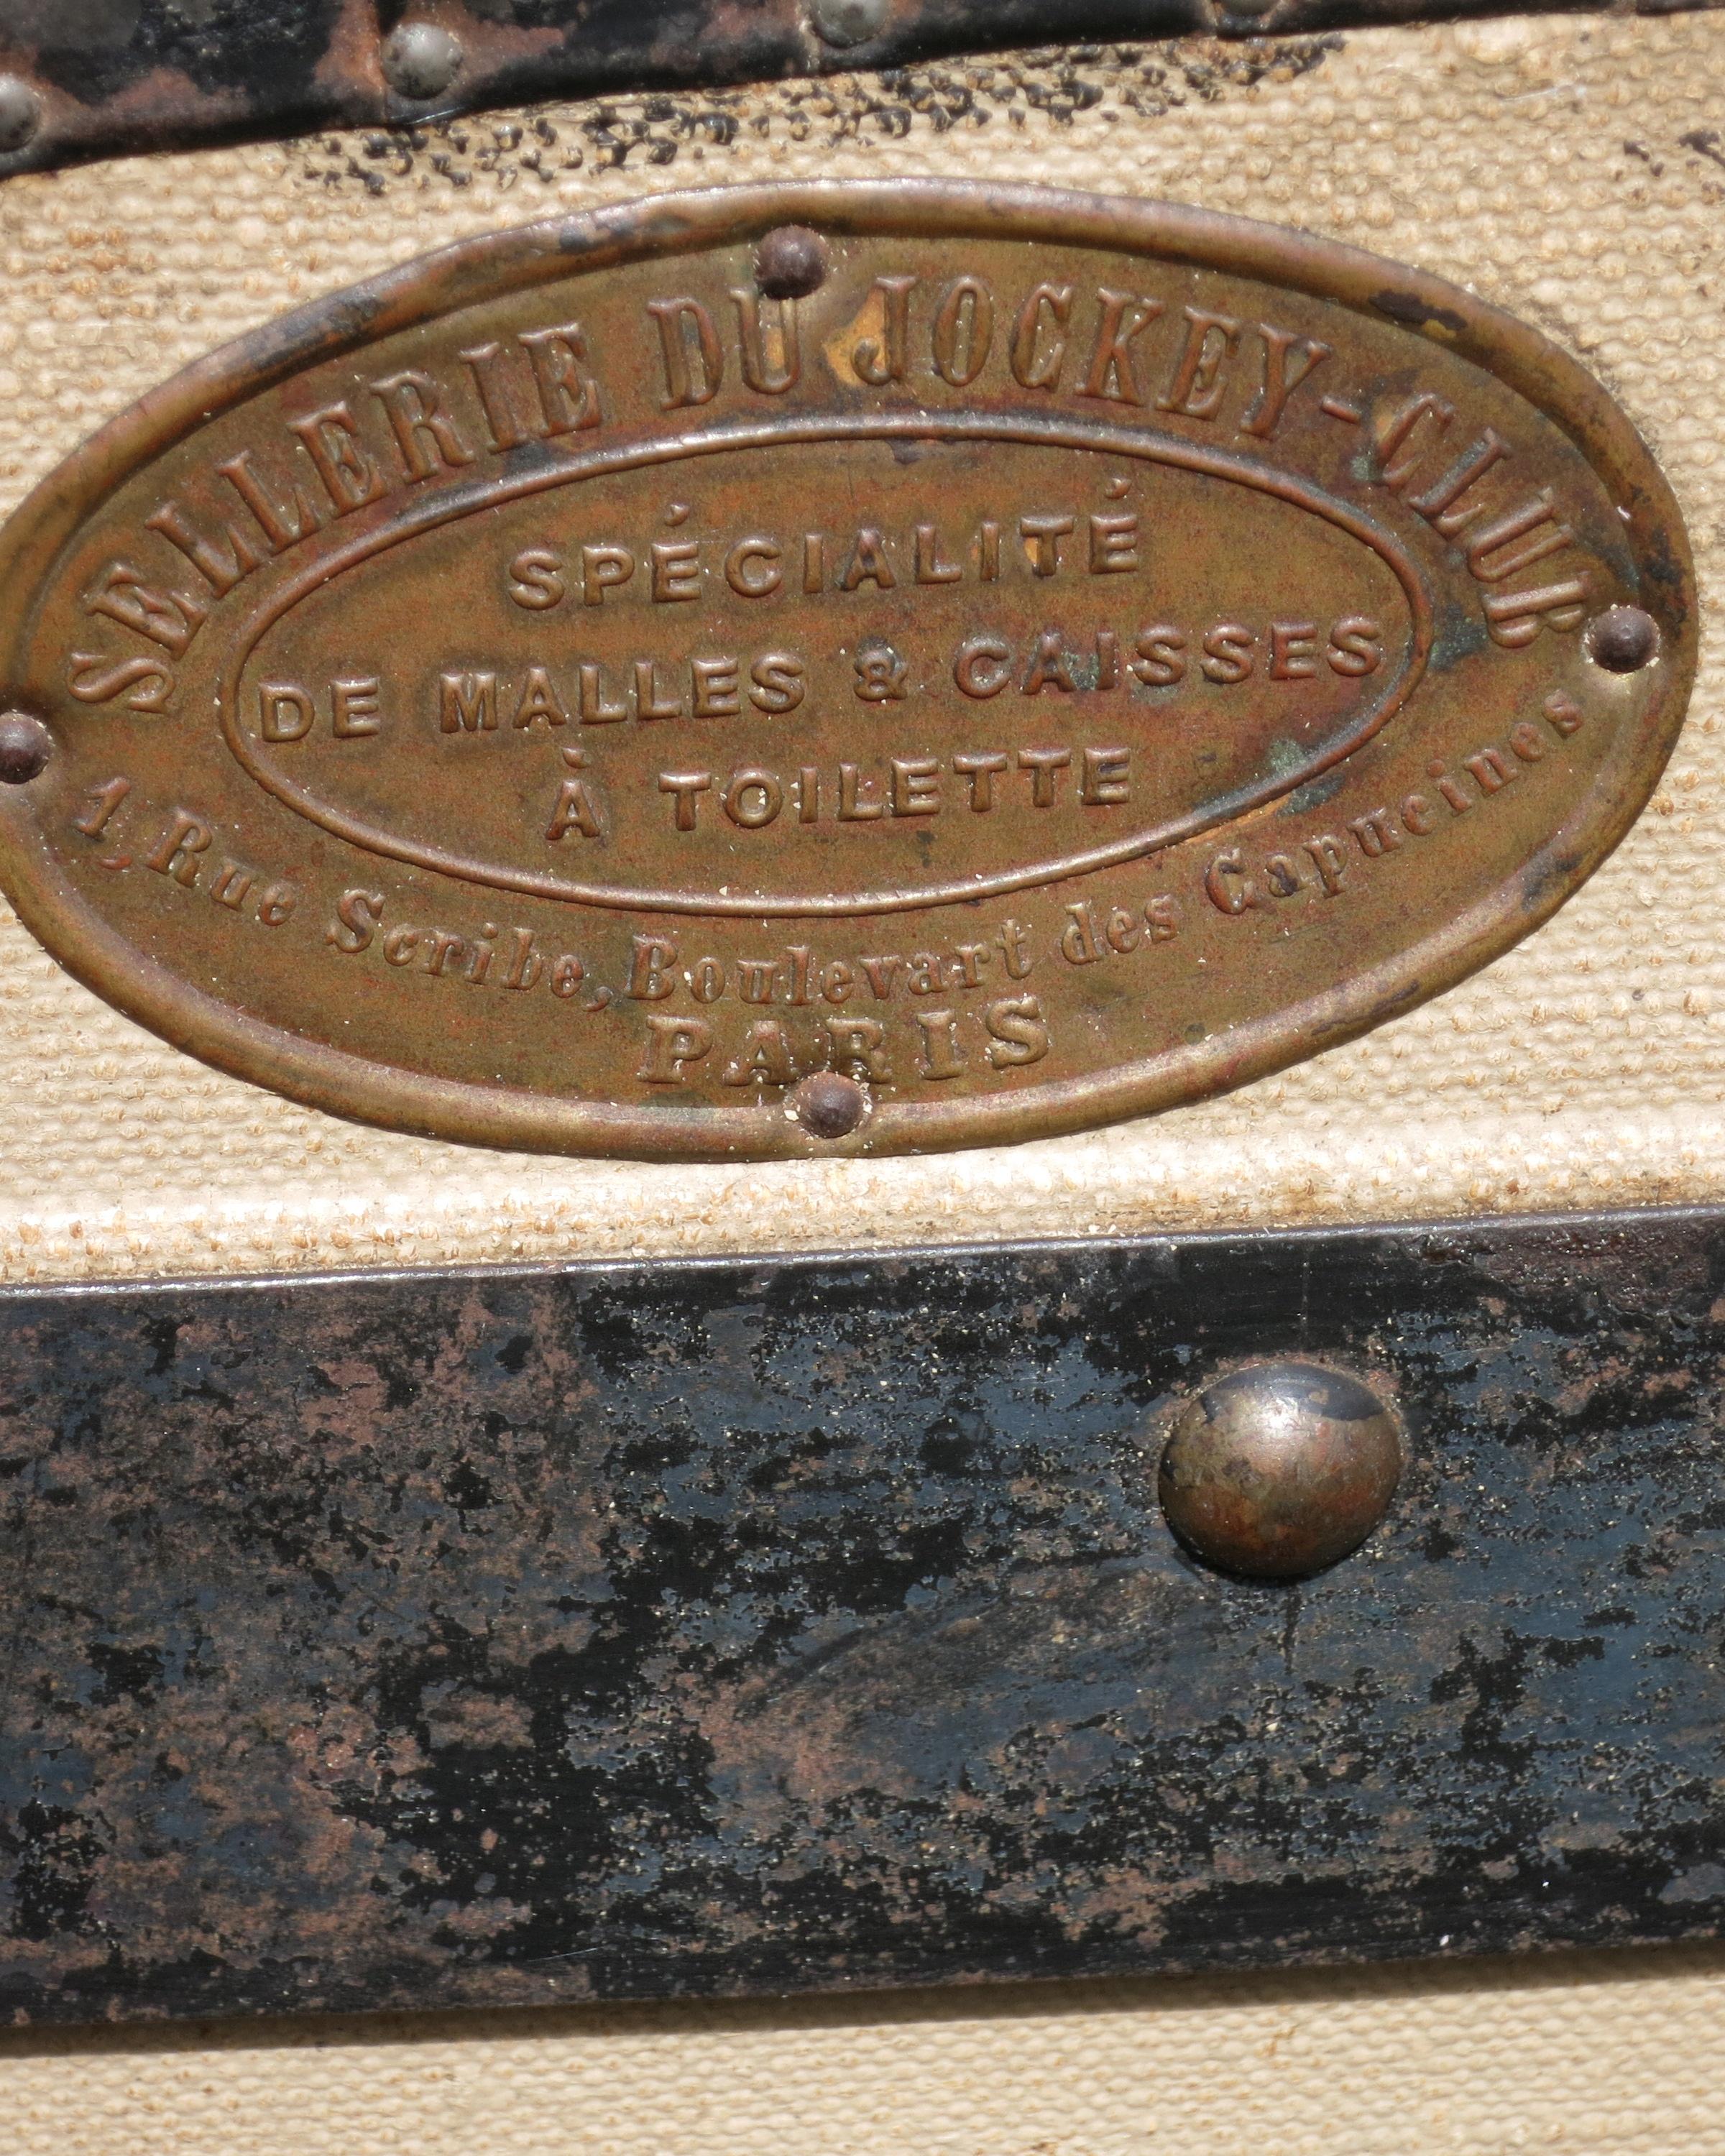 SELLERIE DU JOCKEY-CLUB
SPÉCIALITÉ
DE MALLES & CAISSES
À TOILETTE
1, Rue Scribe, Boulevart des Capucines
PARIS